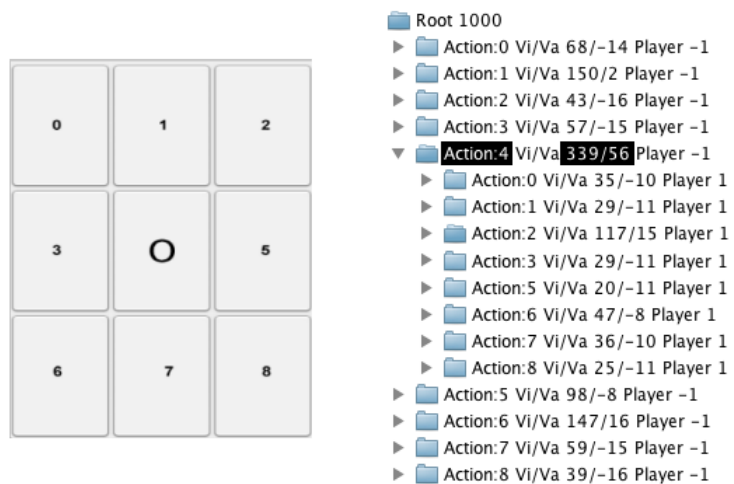 0 1 2
3 O 5
6 7 8
Root 1000
Action:0 Vi/Va 68/-14 Player -1
Action:1 Vi/Va 150/2 Player -1
Action:2 Vi/Va 43/-16 Player -1
Action:3 Vi/Va 57/-15 Player -1
Action:4 Vi/Va 339/56 Player -1
Action:0 Vi/Va 35/-10 Player 1
Action:1 Vi/Va 29/-11 Player 1
Action:2 Vi/Va 117/15 Player 1
Action:3 Vi/Va 29/-11 Player 1
Action:5 Vi/Va 20/-11 Player 1
Action:6 Vi/Va 47/-8 Player 1
Action:7 Vi/Va 36/-10 Player 1
Action:8 Vi/Va 25/-11 Player 1
Action:5 Vi/Va 98/-8 Player -1
Action:6 Vi/Va 147/16 Player -1
Action:7 Vi/Va 59/-15 Player -1
Action:8 Vi/Va 39/-16 Player -1